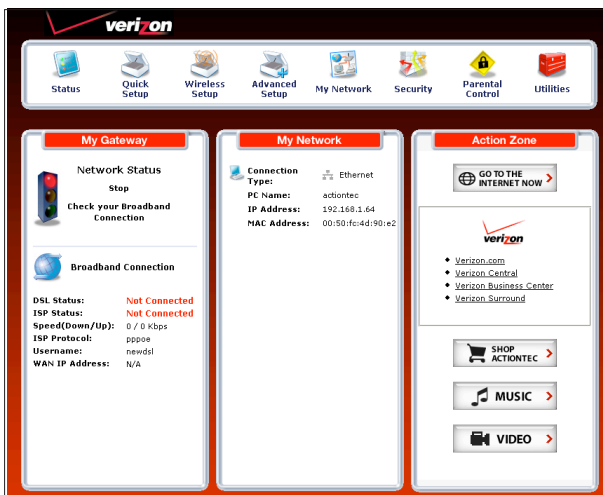 verizon
Status
Quick
Setup
Wireless
Setup
Advanced
Setup
My Network
Security
Parental
Control
Utilities
My Gateway
Network Status
Stop
Check your Broadband
Connection
Broadband Connection
DSL Status: Not Connected
ISP Status: Not Connected
Speed(Down/Up): 0 / 0 Kbps
ISP Protocol: pppoe
Username: newdsl
WAN IP Address: N/A
My Network
Connection
Type: Ethernet
PC Name: actiontec
IP Address: 192.168.1.64
MAC Address: 00:50:fc:4d:90:e2
Action Zone
GO TO THE
INTERNET NOW
verizon
Verizon.com
Verizon Central
Verizon Business Center
Verizon Surround
SHOP
ACTIONTEC
MUSIC
VIDEO